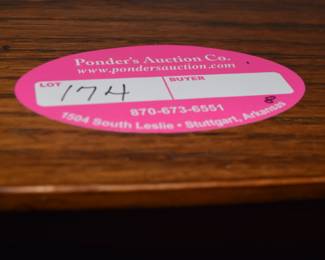 Ponder's Auction Co.
www.pondersauction.com
LOT BUYER
174
870-673-6551
1504 South Leslie • Stuttgart, Arkansas